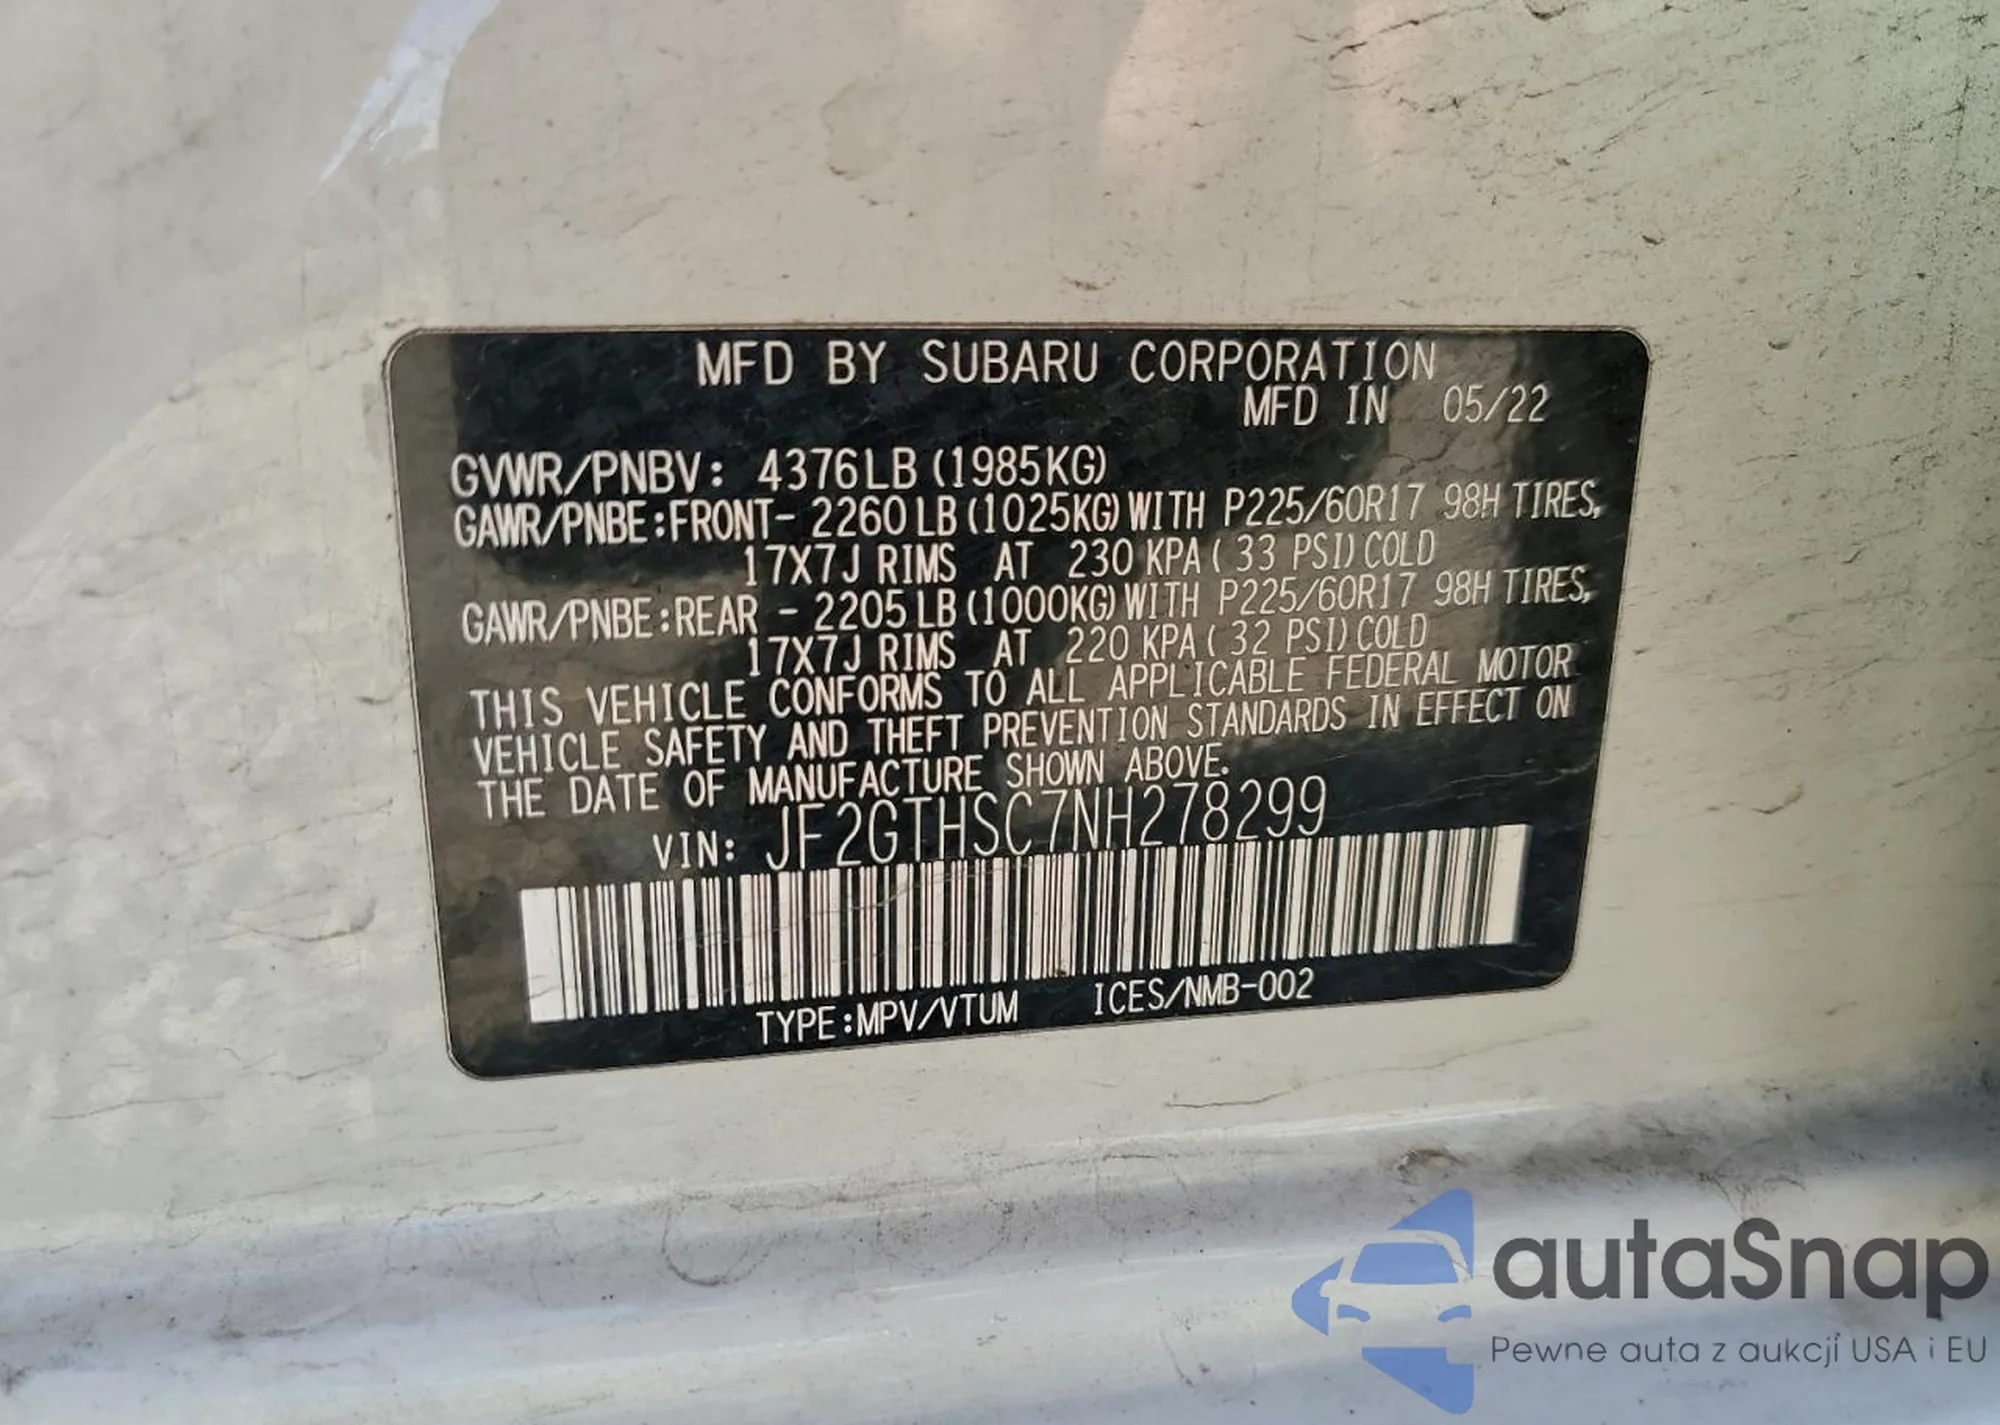 MFD BY SUBARU CORPORATION
MFD IN 05/22
GVWR/PNBV: 4376LB (1985KG)
GAWR/PNBE:FRONT- 2260 LB (1025KG) WITH P225/60R17 98H TIRES,
17X7J RIMS AT 230 KPA ( 33 PSI) COLD
GAWR/PNBE:REAR - 2205 LB (1000KG) WITH P225/60R17 98H TIRES,
17X7J RIMS AT 220 KPA ( 32 PSI) COLD
THIS VEHICLE CONFORMS TO ALL APPLICABLE FEDERAL MOTOR
VEHICLE SAFETY AND THEFT PREVENTION STANDARDS IN EFFECT ON
THE DATE OF MANUFACTURE SHOWN ABOVE.
VIN: JF2GTHSC7NH278299
TYPE:MPV/VTUM ICES/NMB-002
autaSnap
Pewne auta z aukcji USA i EU